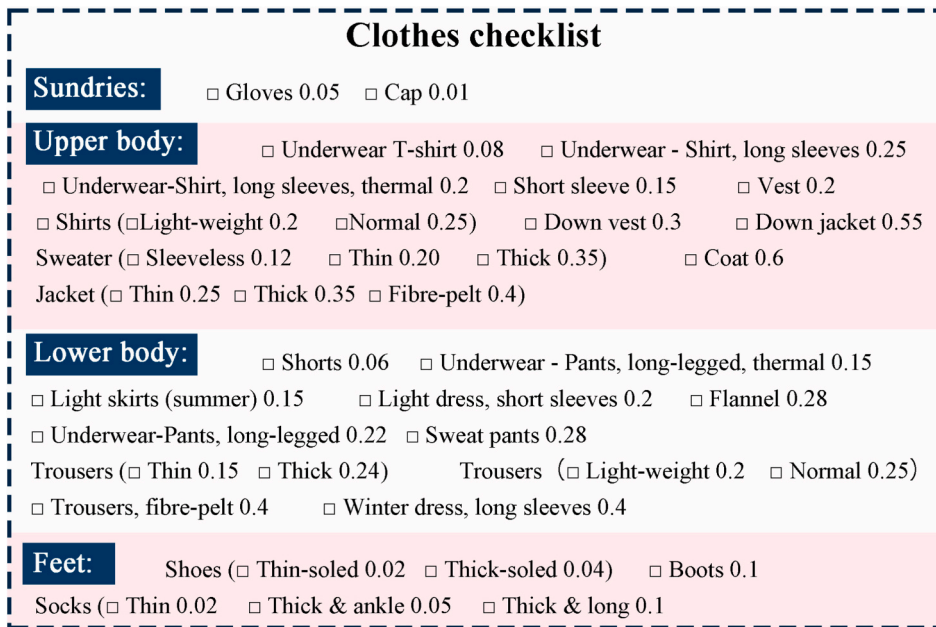 Clothes checklist
Sundries: □ Gloves 0.05 □ Cap 0.01
Upper body: □ Underwear T-shirt 0.08 □ Underwear - Shirt, long sleeves 0.25
□ Underwear-Shirt, long sleeves, thermal 0.2 □ Short sleeve 0.15 □ Vest 0.2
□ Shirts (□Light-weight 0.2 □Normal 0.25) □ Down vest 0.3 □ Down jacket 0.55
Sweater (□ Sleeveless 0.12 □ Thin 0.20 □ Thick 0.35) □ Coat 0.6
Jacket (□ Thin 0.25 □ Thick 0.35 □ Fibre-pelt 0.4)
Lower body: □ Shorts 0.06 □ Underwear - Pants, long-legged, thermal 0.15
□ Light skirts (summer) 0.15 □ Light dress, short sleeves 0.2 □ Flannel 0.28
□ Underwear-Pants, long-legged 0.22 □ Sweat pants 0.28
Trousers (□ Thin 0.15 □ Thick 0.24) Trousers（□ Light-weight 0.2 □ Normal 0.25）
□ Trousers, fibre-pelt 0.4 □ Winter dress, long sleeves 0.4
Feet: Shoes (□ Thin-soled 0.02 □ Thick-soled 0.04) □ Boots 0.1
Socks (□ Thin 0.02 □ Thick & ankle 0.05 □ Thick & long 0.1